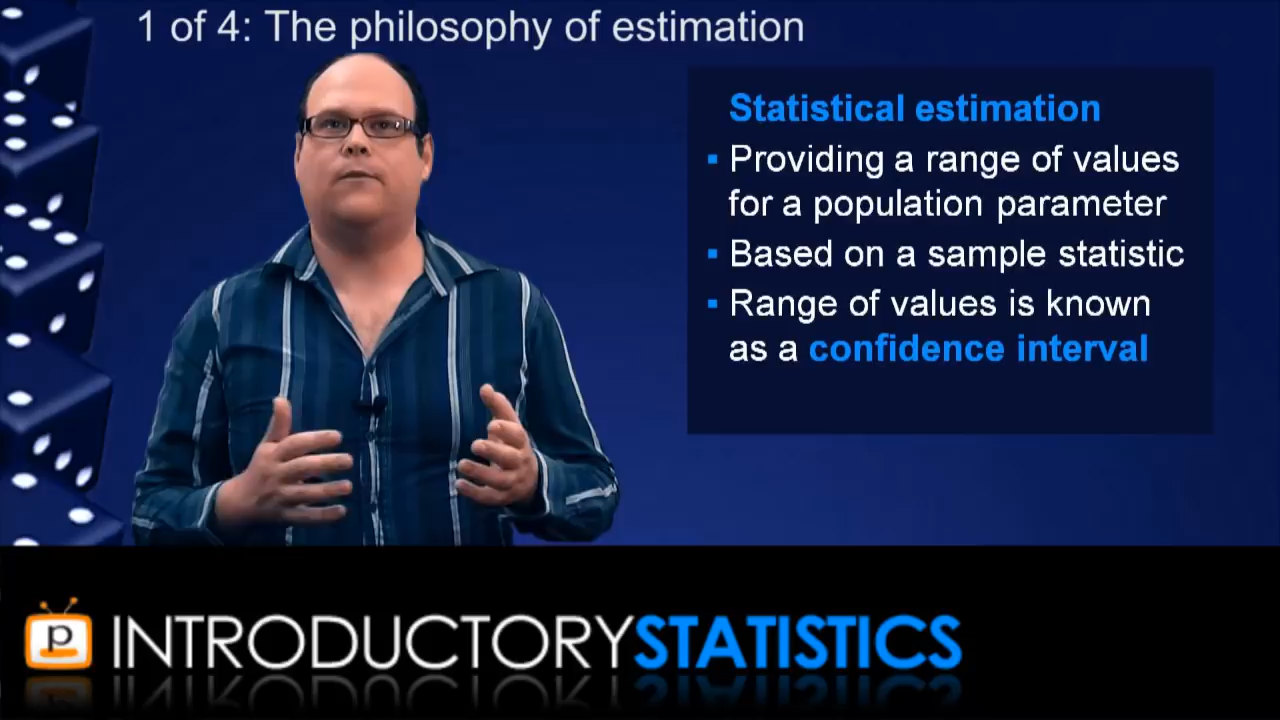 1 of 4: The philosophy of estimation
Statistical estimation
▪ Providing a range of values
for a population parameter
▪ Based on a sample statistic
▪ Range of values is known
as a confidence interval
p
INTRODUCTORYSTATISTICS